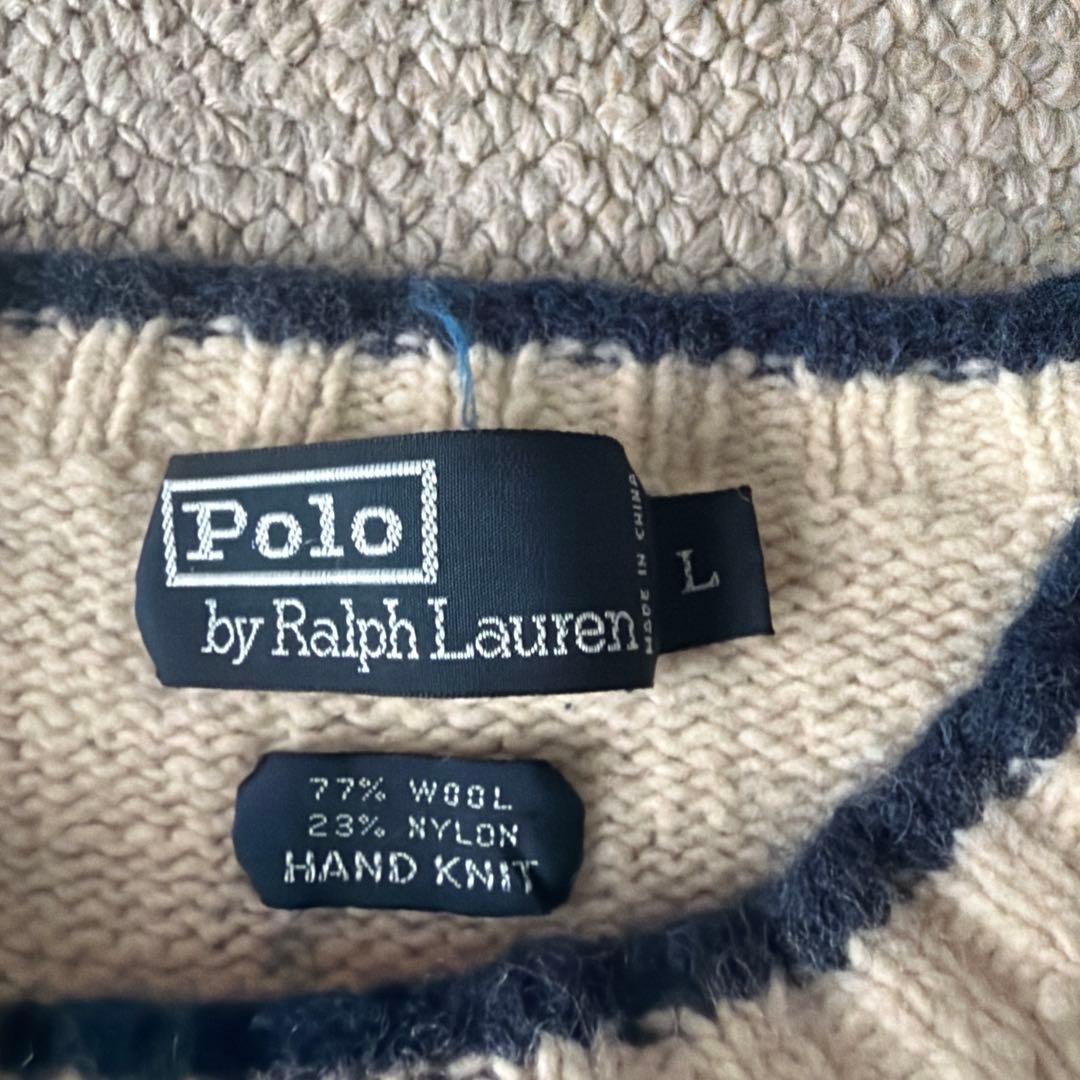 Polo
by Ralph Lauren
MADE IN CHINA
L
77% WOOL
23% NYLON
HAND KNIT